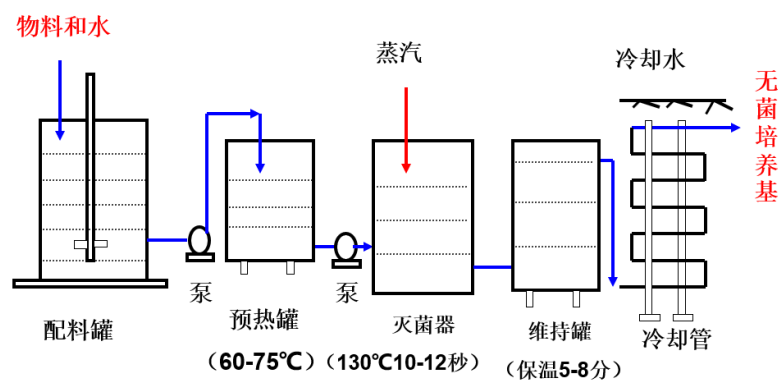 物料和水
蒸汽
冷却水
无菌培养基
泵
泵
配料罐
预热罐
灭菌器
维持罐
冷却管
（60-75℃）
（130℃10-12秒）
（保温5-8分）